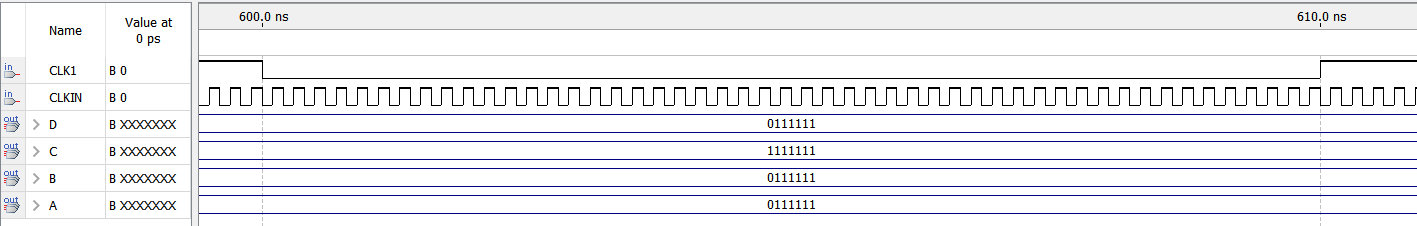 600.0 ns 610.0 ns
Name Value at
0 ps
in CLK1 B 0
in CLKIN B 0
out D B XXXXXXX 0111111
out C B XXXXXXX 1111111
out B B XXXXXXX 0111111
out A B XXXXXXX 0111111